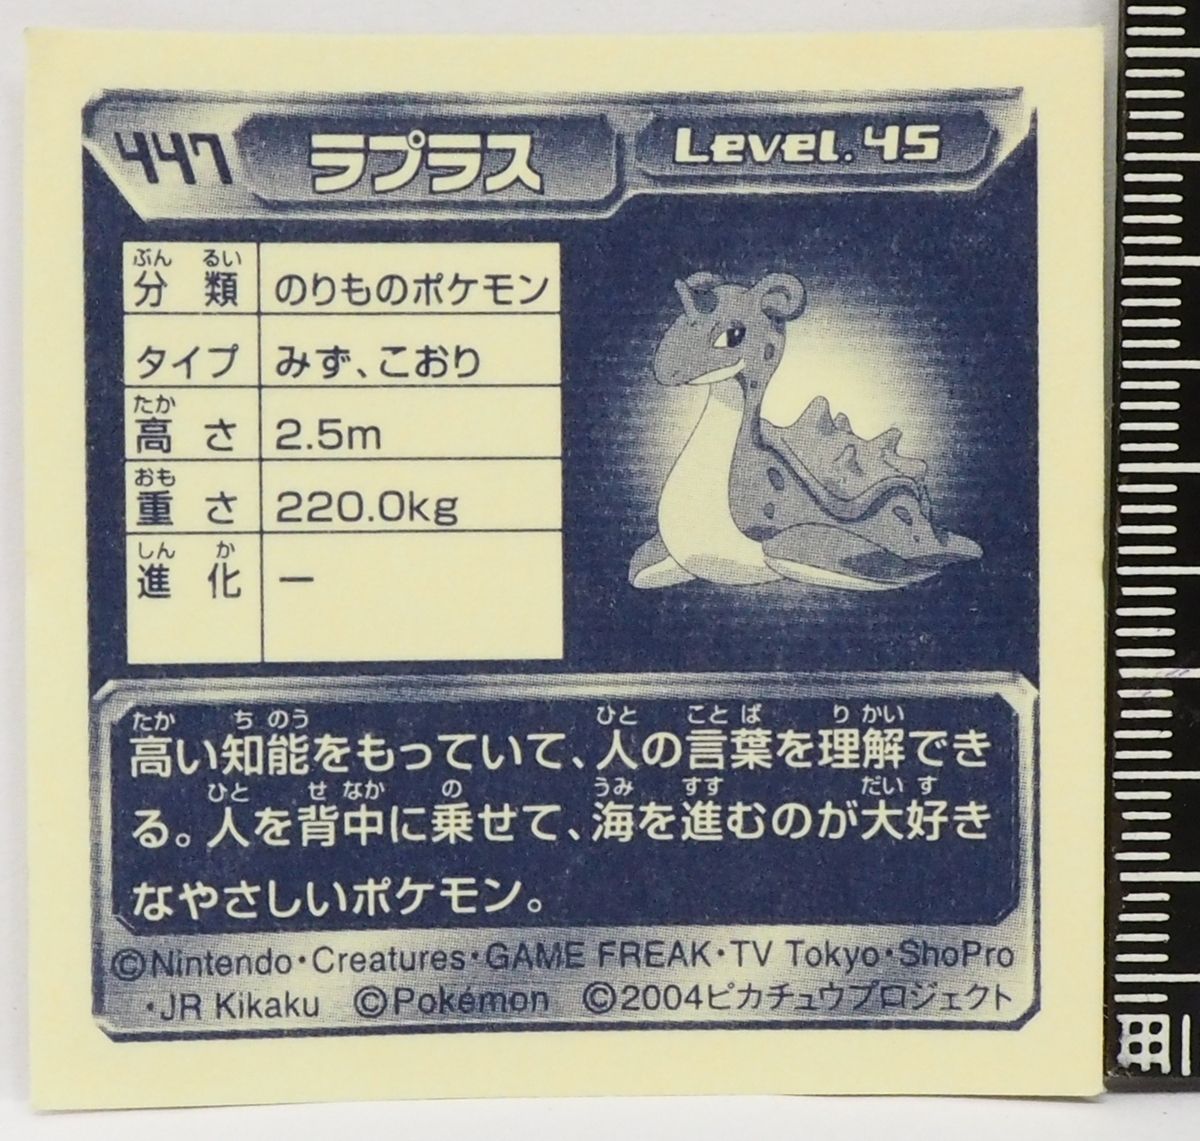 447 ラプラス Level.45
ぶん るい
分 類 のりものポケモン
タイプ みず、こおり
たか
高 さ 2.5m
おも
重 さ 220.0kg
しん か
進 化 ー
たか ち のう ひと こと ば り かい
高い知能をもっていて、人の言葉を理解でき
ひと せ なか の うみ すす だい す
る。人を背中に乗せて、海を進むのが大好き
なやさしいポケモン。
©Nintendo・Creatures・GAME FREAK・TV Tokyo・ShoPro
・JR Kikaku ©Pokémon ©2004ピカチュウプロジェクト